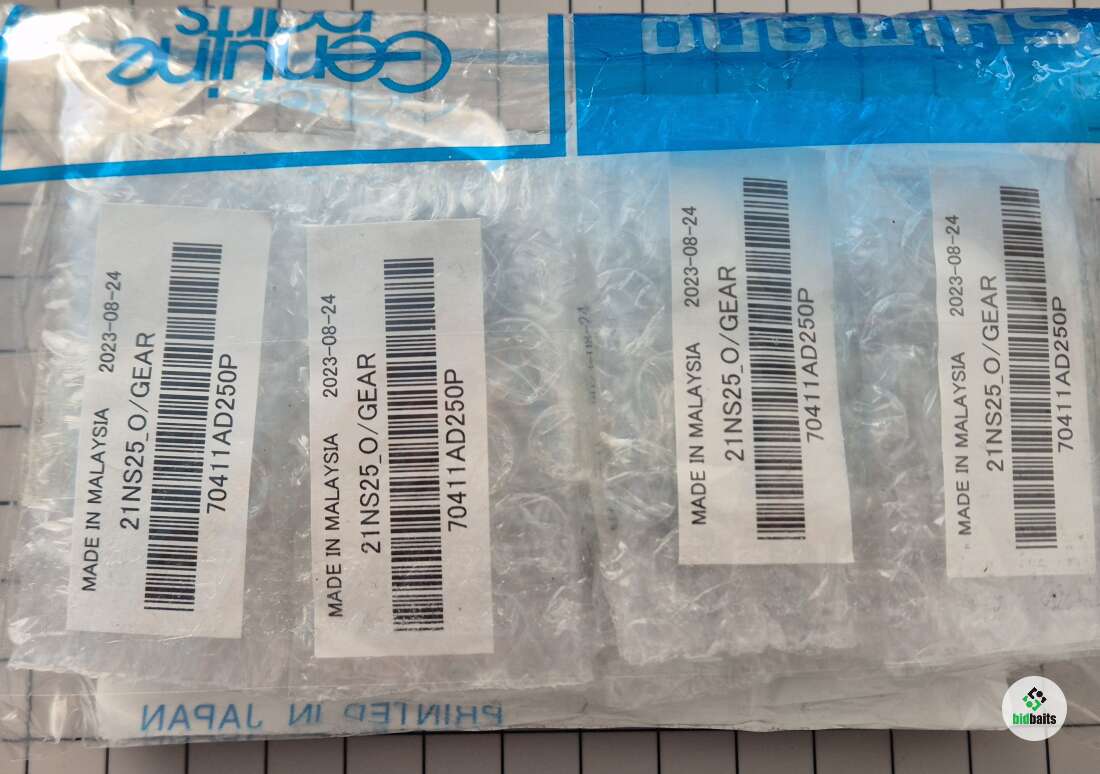 Genuine
parts
SHIMANO
MADE IN MALAYSIA 2023-08-24
21NS25_O/GEAR
70411AD250P
MADE IN MALAYSIA 2023-08-24
21NS25_O/GEAR
70411AD250P
MADE IN MALAYSIA 2023-08-24
21NS25_O/GEAR
70411AD250P
MADE IN MALAYSIA 2023-08-24
21NS25_O/GEAR
70411AD250P
PRINTED IN JAPAN
bidbaits